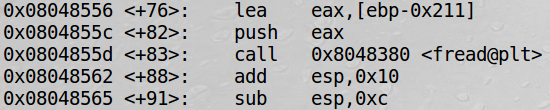 0x08048556 <+76>: lea eax,[ebp-0x211]
0x0804855c <+82>: push eax
0x0804855d <+83>: call 0x8048380 <fread@plt>
0x08048562 <+88>: add esp,0x10
0x08048565 <+91>: sub esp,0xc